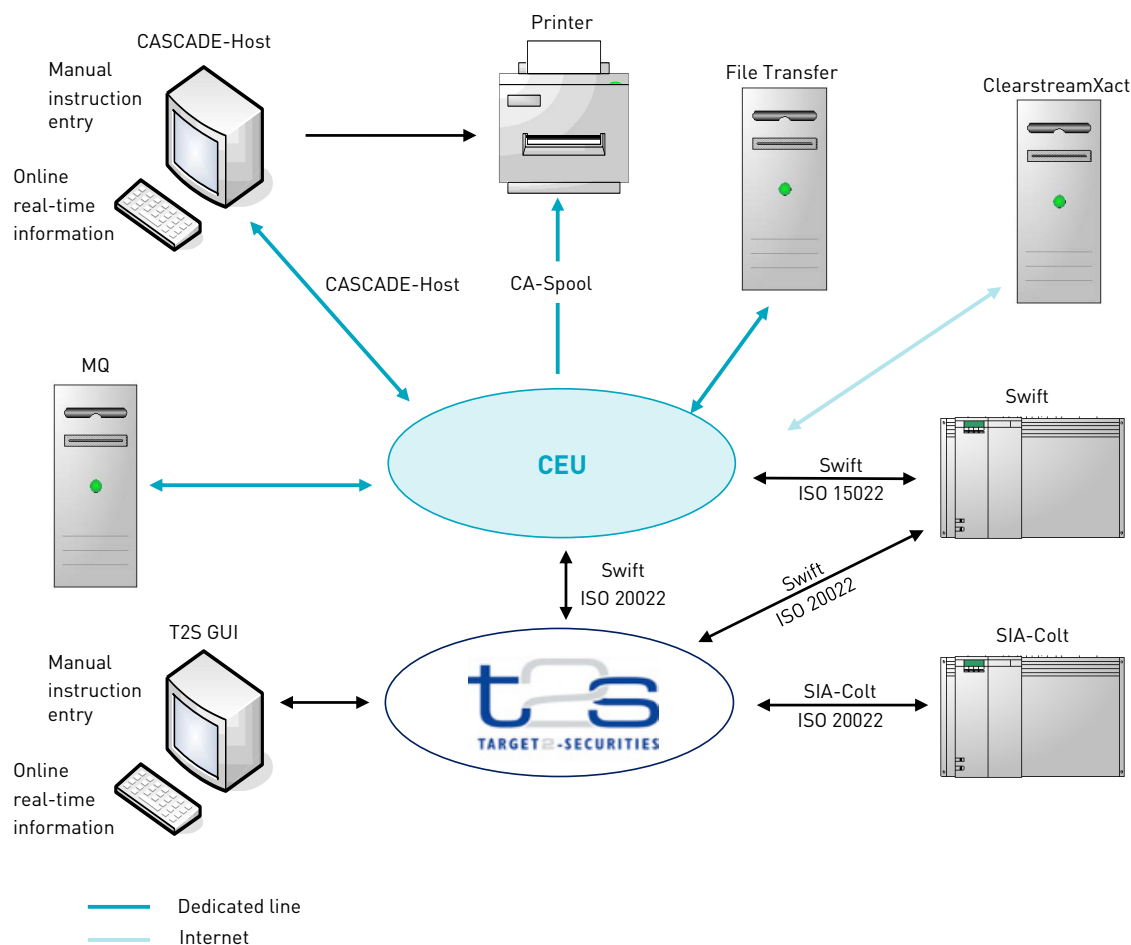 Printer
CASCADE-Host
File Transfer
ClearstreamXact
Manual
instruction
entry
Online
real-time
information
CASCADE-Host
CA-Spool
MQ
Swift
CEU
Swift
ISO 15022
Swift
ISO 20022
Swift
ISO 20022
T2S GUI
SIA-Colt
Manual
instruction
entry
t2s
TARGET2-SECURITIES
SIA-Colt
ISO 20022
Online
real-time
information
Dedicated line
Internet